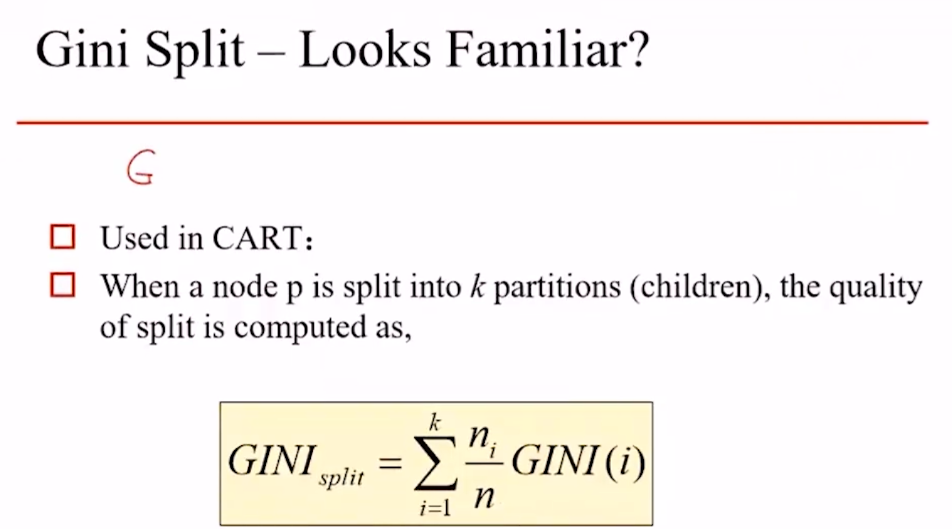 Gini Split – Looks Familiar?
G
Used in CART：
When a node p is split into k partitions (children), the quality
of split is computed as,
GINI_{split} = \sum_{i=1}^{k} \frac{n_i}{n} GINI(i)